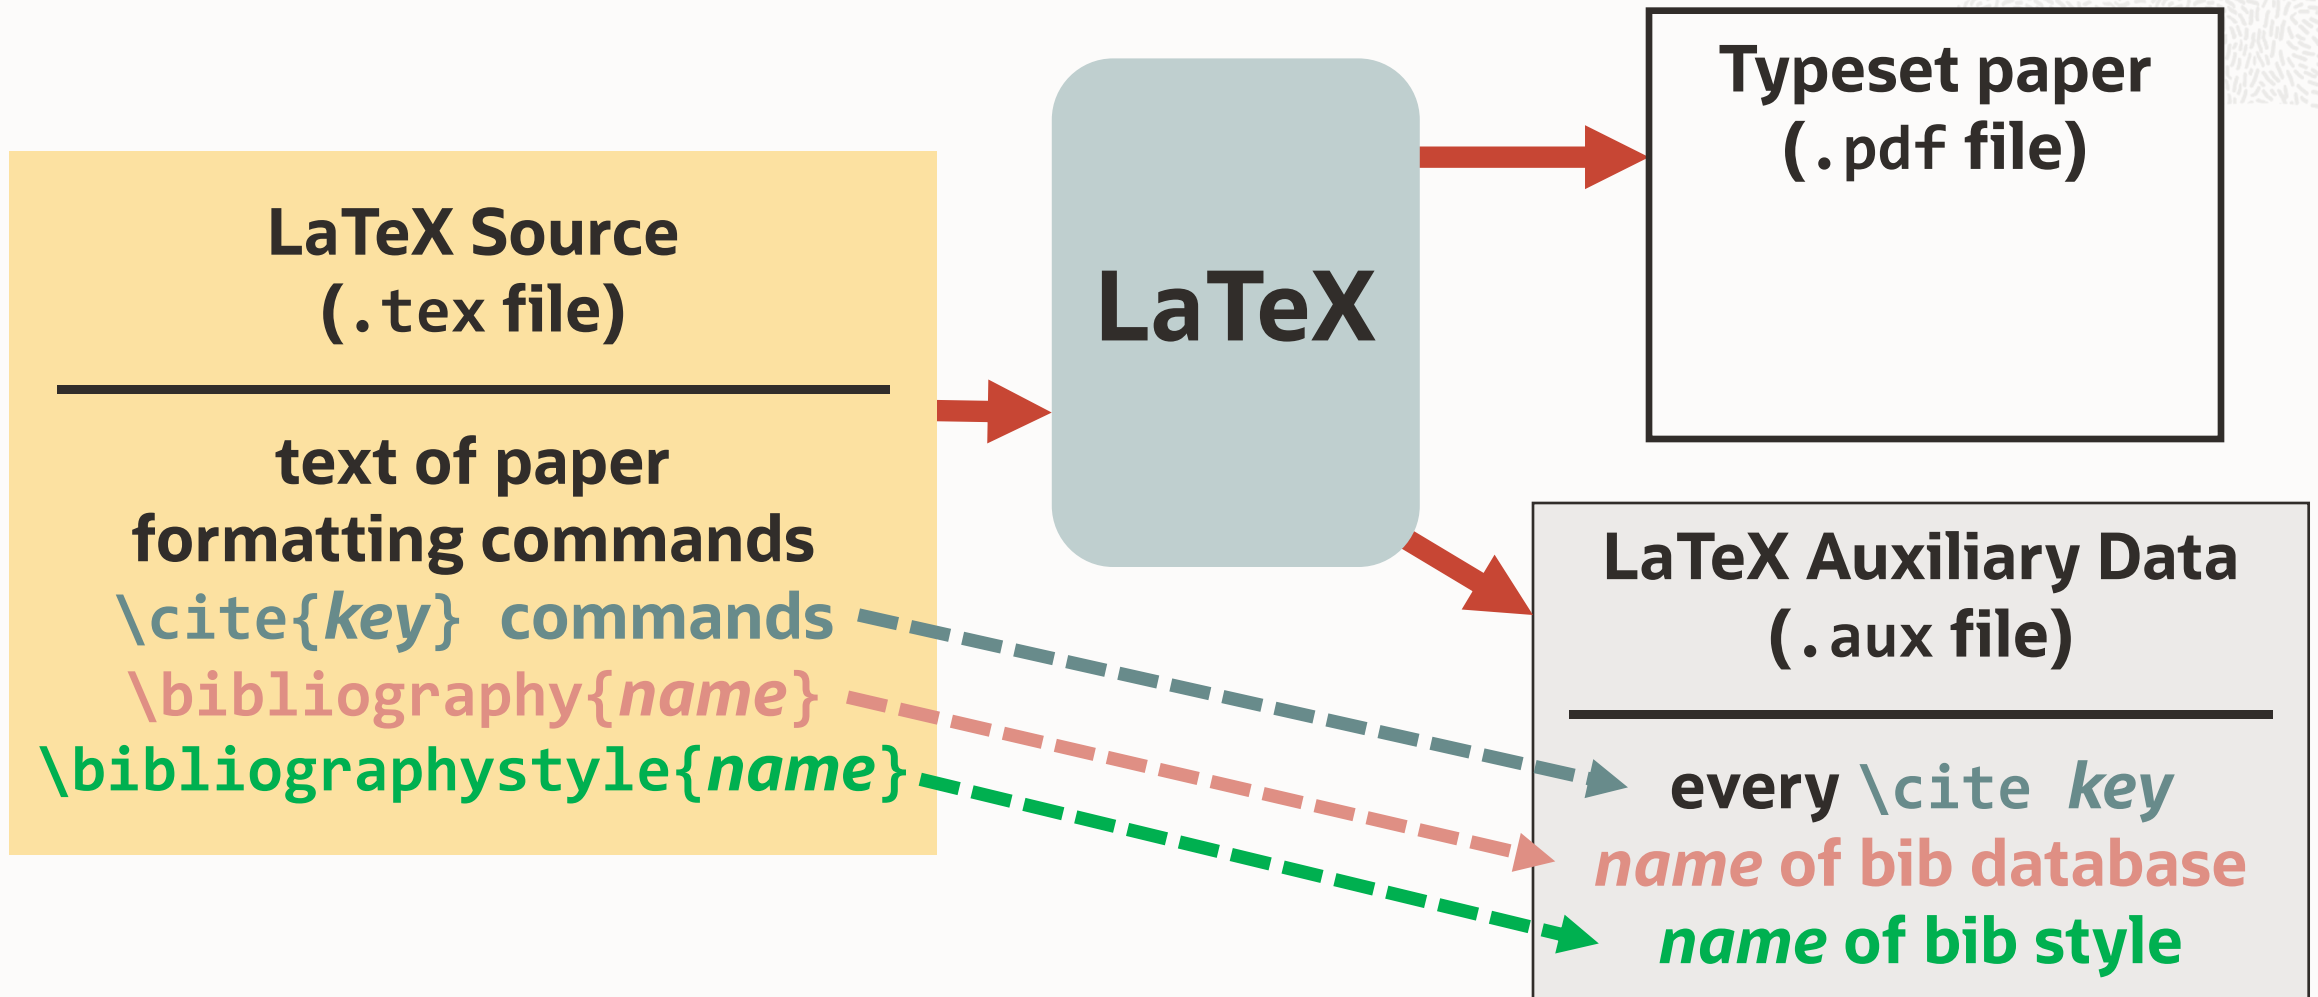 LaTeX Source
(.tex file)
text of paper
formatting commands
\cite{key} commands
\bibliography{name}
\bibliographystyle{name}
LaTeX
Typeset paper
(.pdf file)
LaTeX Auxiliary Data
(.aux file)
every \cite key
name of bib database
name of bib style